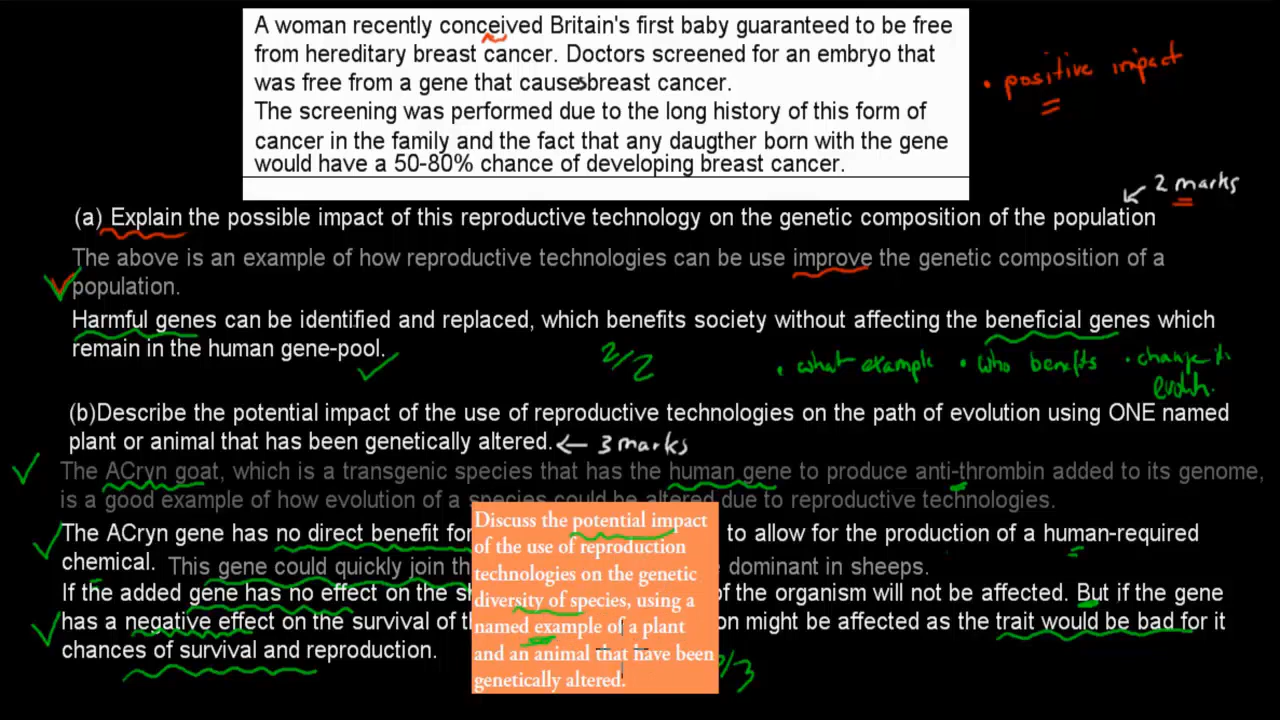 A woman recently conceived Britain's first baby guaranteed to be free
from hereditary breast cancer. Doctors screened for an embryo that
was free from a gene that causes breast cancer.
The screening was performed due to the long history of this form of
cancer in the family and the fact that any daugther born with the gene
would have a 50-80% chance of developing breast cancer.
• positive impact
2 marks
(a) Explain the possible impact of this reproductive technology on the genetic composition of the population
The above is an example of how reproductive technologies can be use improve the genetic composition of a
population.
Harmful genes can be identified and replaced, which benefits society without affecting the beneficial genes which
remain in the human gene-pool.
2/2
• what example • who benefits • change in
evolutn.
(b)Describe the potential impact of the use of reproductive technologies on the path of evolution using ONE named
plant or animal that has been genetically altered. ← 3 marks
The ACryn goat, which is a transgenic species that has the human gene to produce anti-thrombin added to its genome,
is a good example of how evolution of a species could be altered due to reproductive technologies.
The ACryn gene has no direct benefit for to allow for the production of a human-required
chemical. This gene could quickly join th dominant in sheeps.
If the added gene has no effect on the s of the organism will not be affected. But if the gene
has a negative effect on the survival of th on might be affected as the trait would be bad for it
chances of survival and reproduction.
Discuss the potential impact
of the use of reproduction
technologies on the genetic
diversity of species, using a
named example of a plant
and an animal that have been
genetically altered.
/3